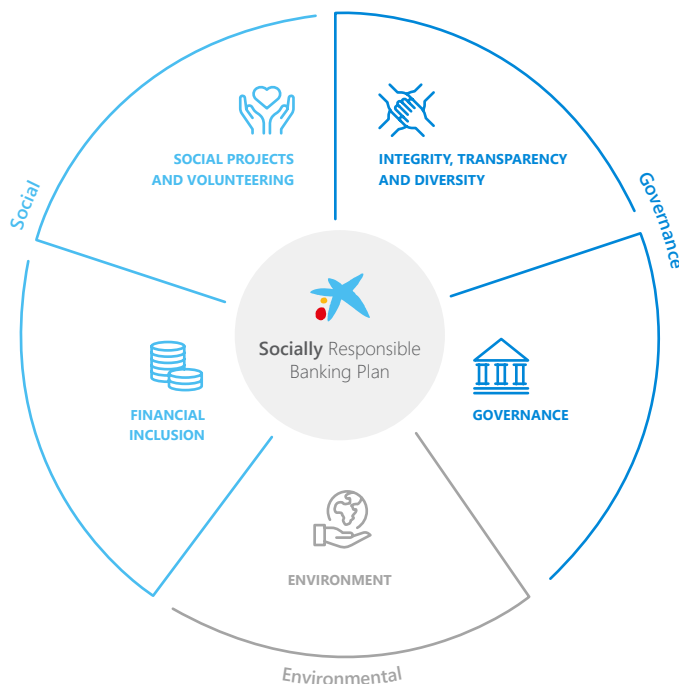 SOCIAL PROJECTS
AND VOLUNTEERING
INTEGRITY, TRANSPARENCY
AND DIVERSITY
Social
Governance
Socially Responsible
Banking Plan
FINANCIAL
INCLUSION
GOVERNANCE
ENVIRONMENT
Environmental